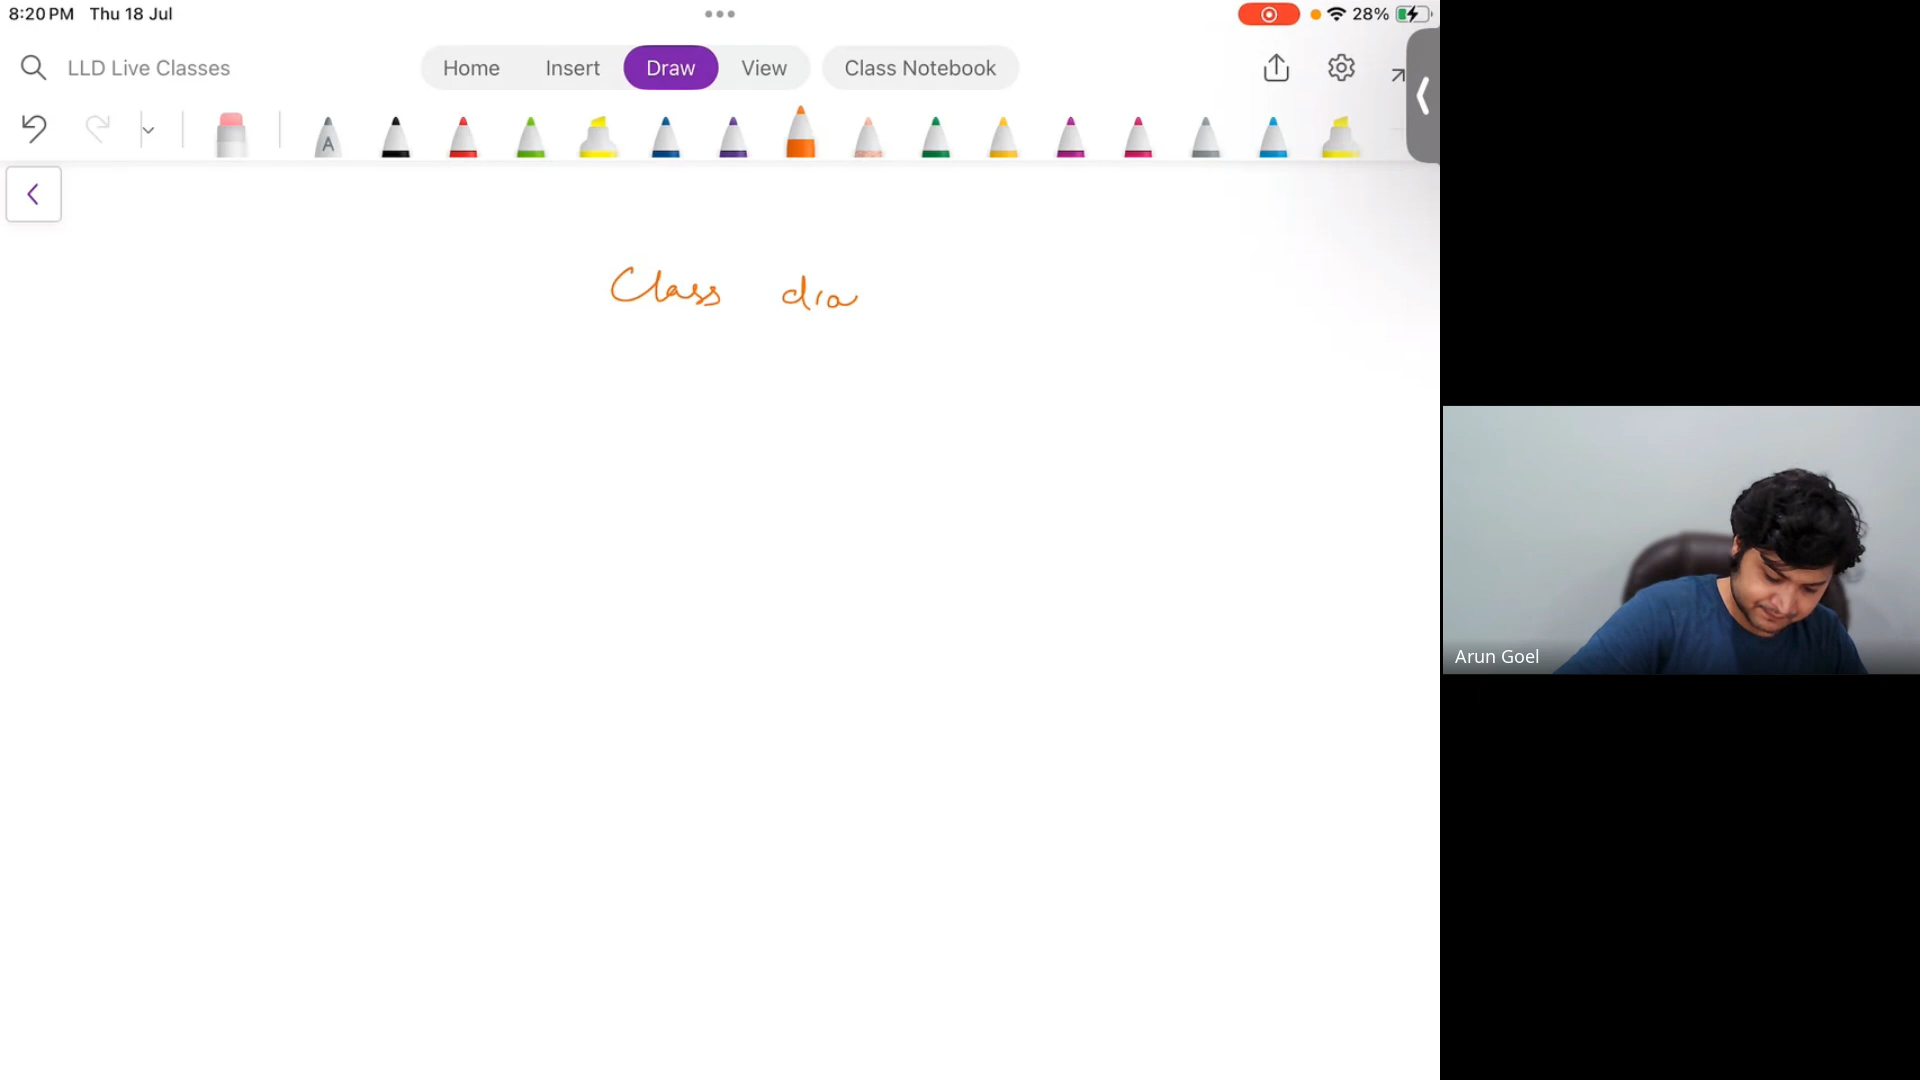 8:20 PM Thu 18 Jul 28%
LLD Live Classes Home Insert Draw View Class Notebook
A
Class dia
Arun Goel